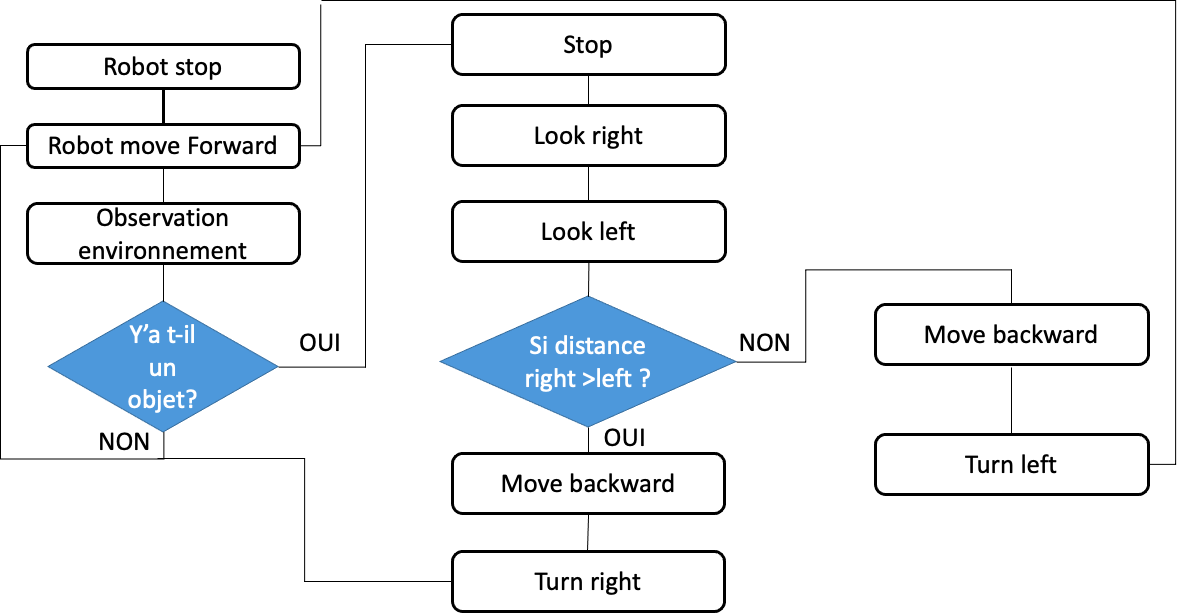 Robot stop
Robot move Forward
Observation
environnement
Y'a t-il
un
objet?
OUI
NON
Stop
Look right
Look left
Si distance
right >left ?
NON
OUI
Move backward
Turn right
Move backward
Turn left